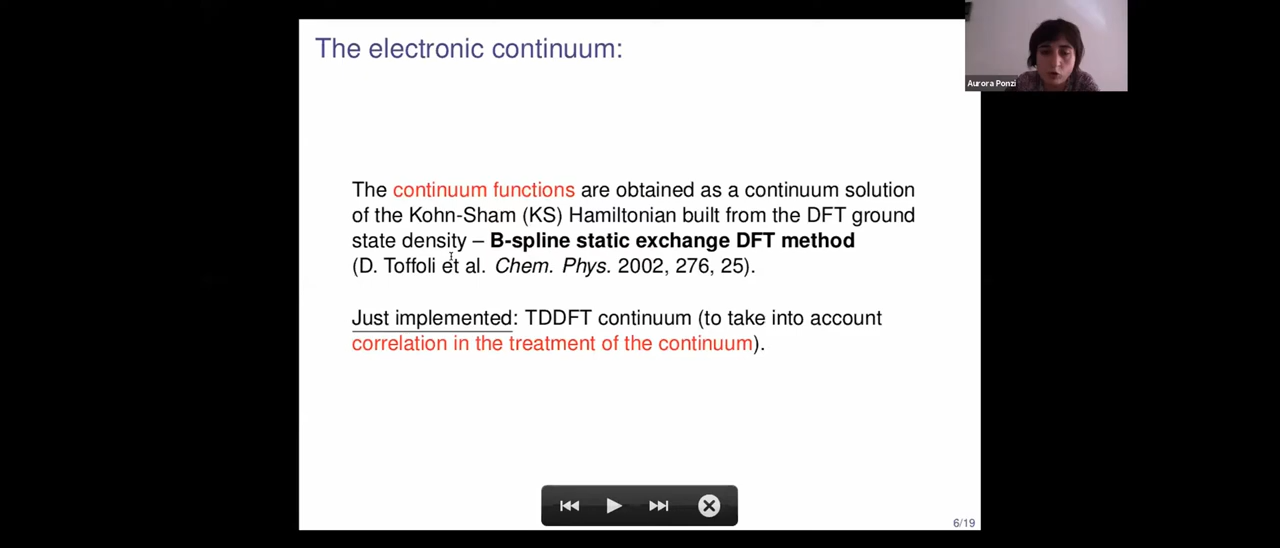 The electronic continuum:
Aurora Ponzi
The continuum functions are obtained as a continuum solution
of the Kohn-Sham (KS) Hamiltonian built from the DFT ground
state density – B-spline static exchange DFT method
(D. Toffoli et al. Chem. Phys. 2002, 276, 25).
Just implemented: TDDFT continuum (to take into account
correlation in the treatment of the continuum).
6/19